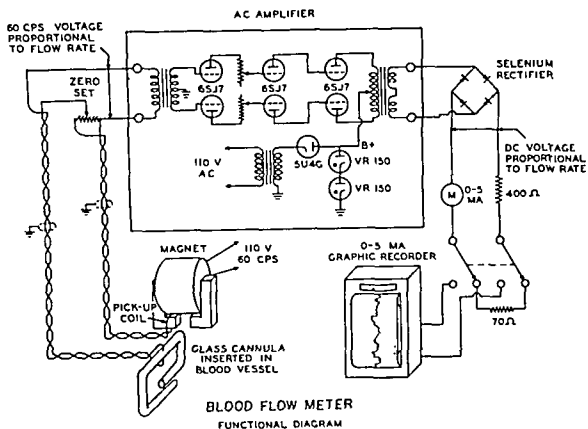 AC AMPLIFIER
60 CPS VOLTAGE
PROPORTIONAL
TO FLOW RATE
ZERO
SET
6SJ7
6SJ7
6SJ7
6SJ7
6SJ7
6SJ7
SELENIUM
RECTIFIER
B+
5U4G
VR 150
VR 150
110 V
AC
DC VOLTAGE
PROPORTIONAL
TO FLOW RATE
M
0-5
MA
400 Ω
MAGNET
110 V
60 CPS
0-5 MA
GRAPHIC RECORDER
PICK-UP
COIL
70Ω
GLASS CANNULA
INSERTED IN
BLOOD VESSEL
BLOOD FLOW METER
FUNCTIONAL DIAGRAM